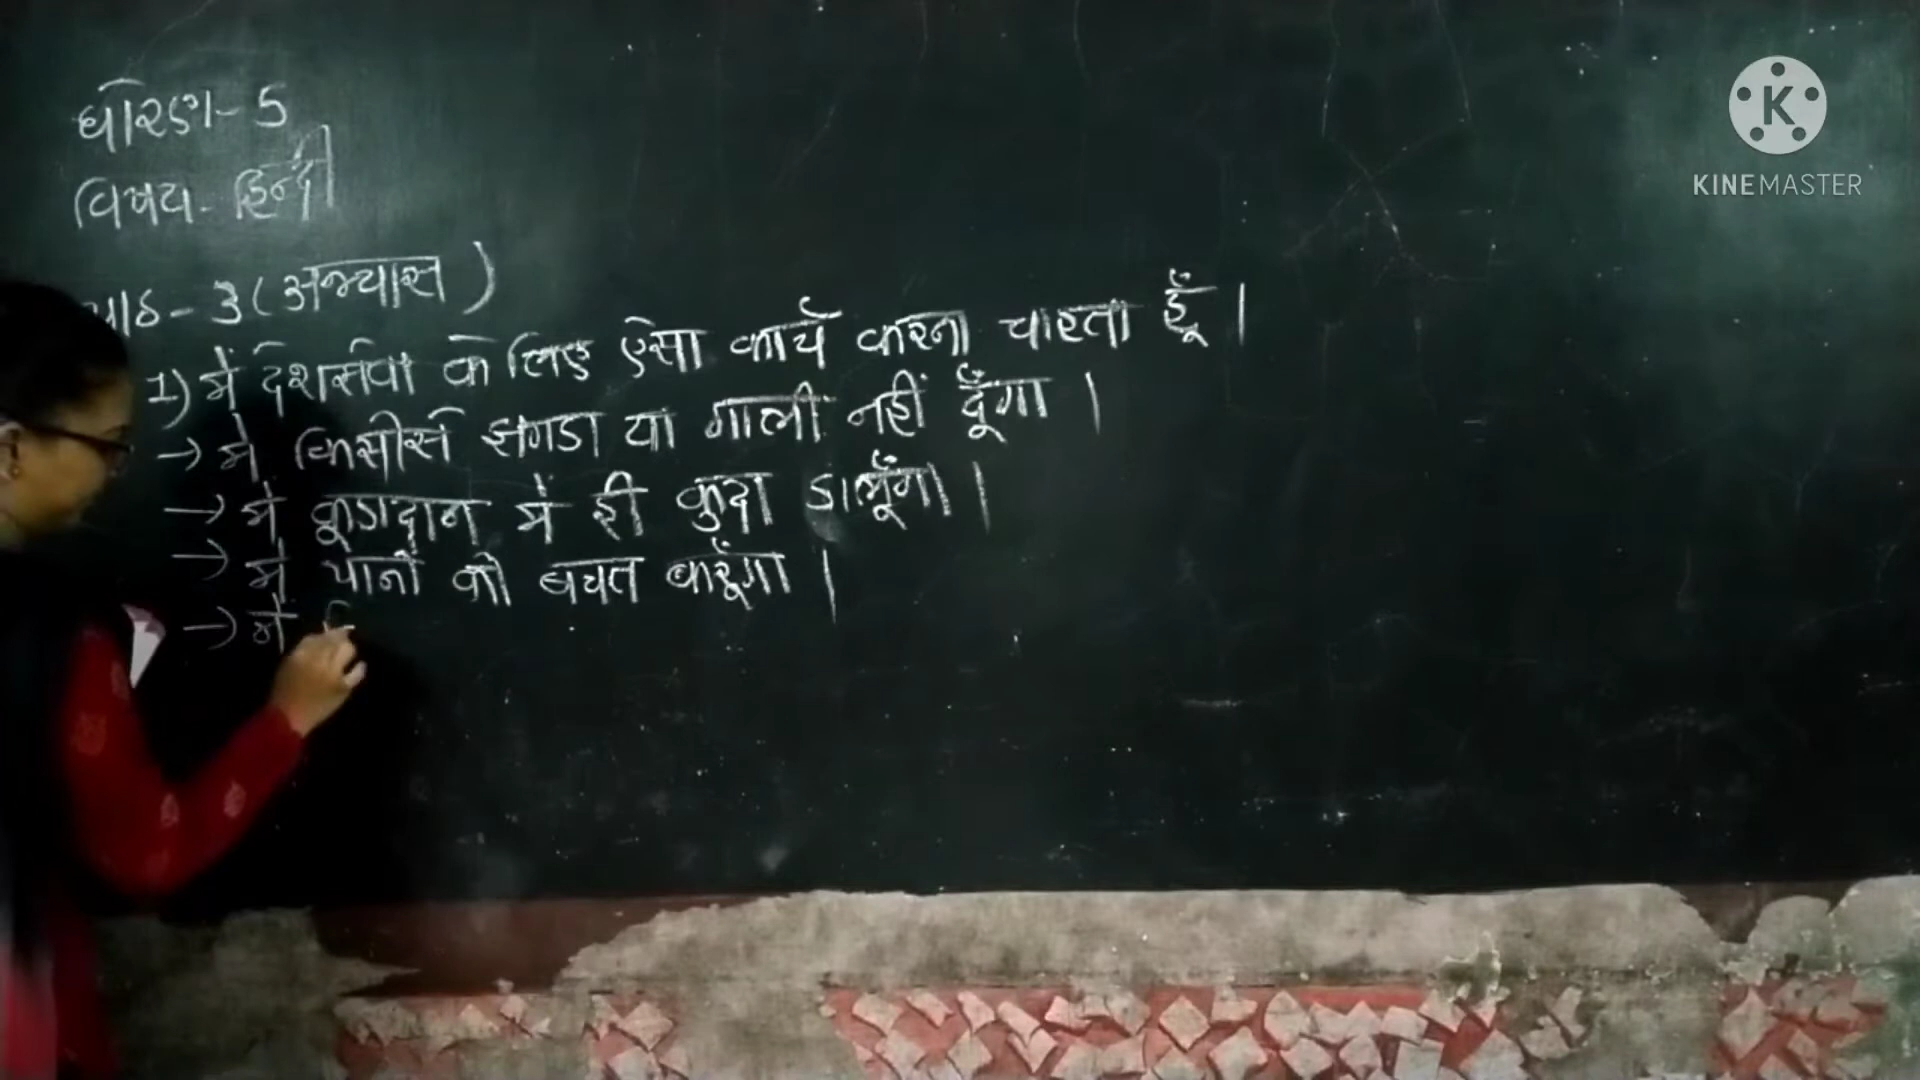 धोरण - 5
विषय - हिन्दी
पाठ - 3 (अभ्यास)
1) में देशसेवा के लिए ऐसा कार्य करना चाहता हूँ।
→ मे किसीसे झगडा या गाली नहीं दूँगा।
→ में कूडादान में ही कुदा डालूँगा।
→ में पानी की बचत करूँगा।
→ मे
KINEMASTER